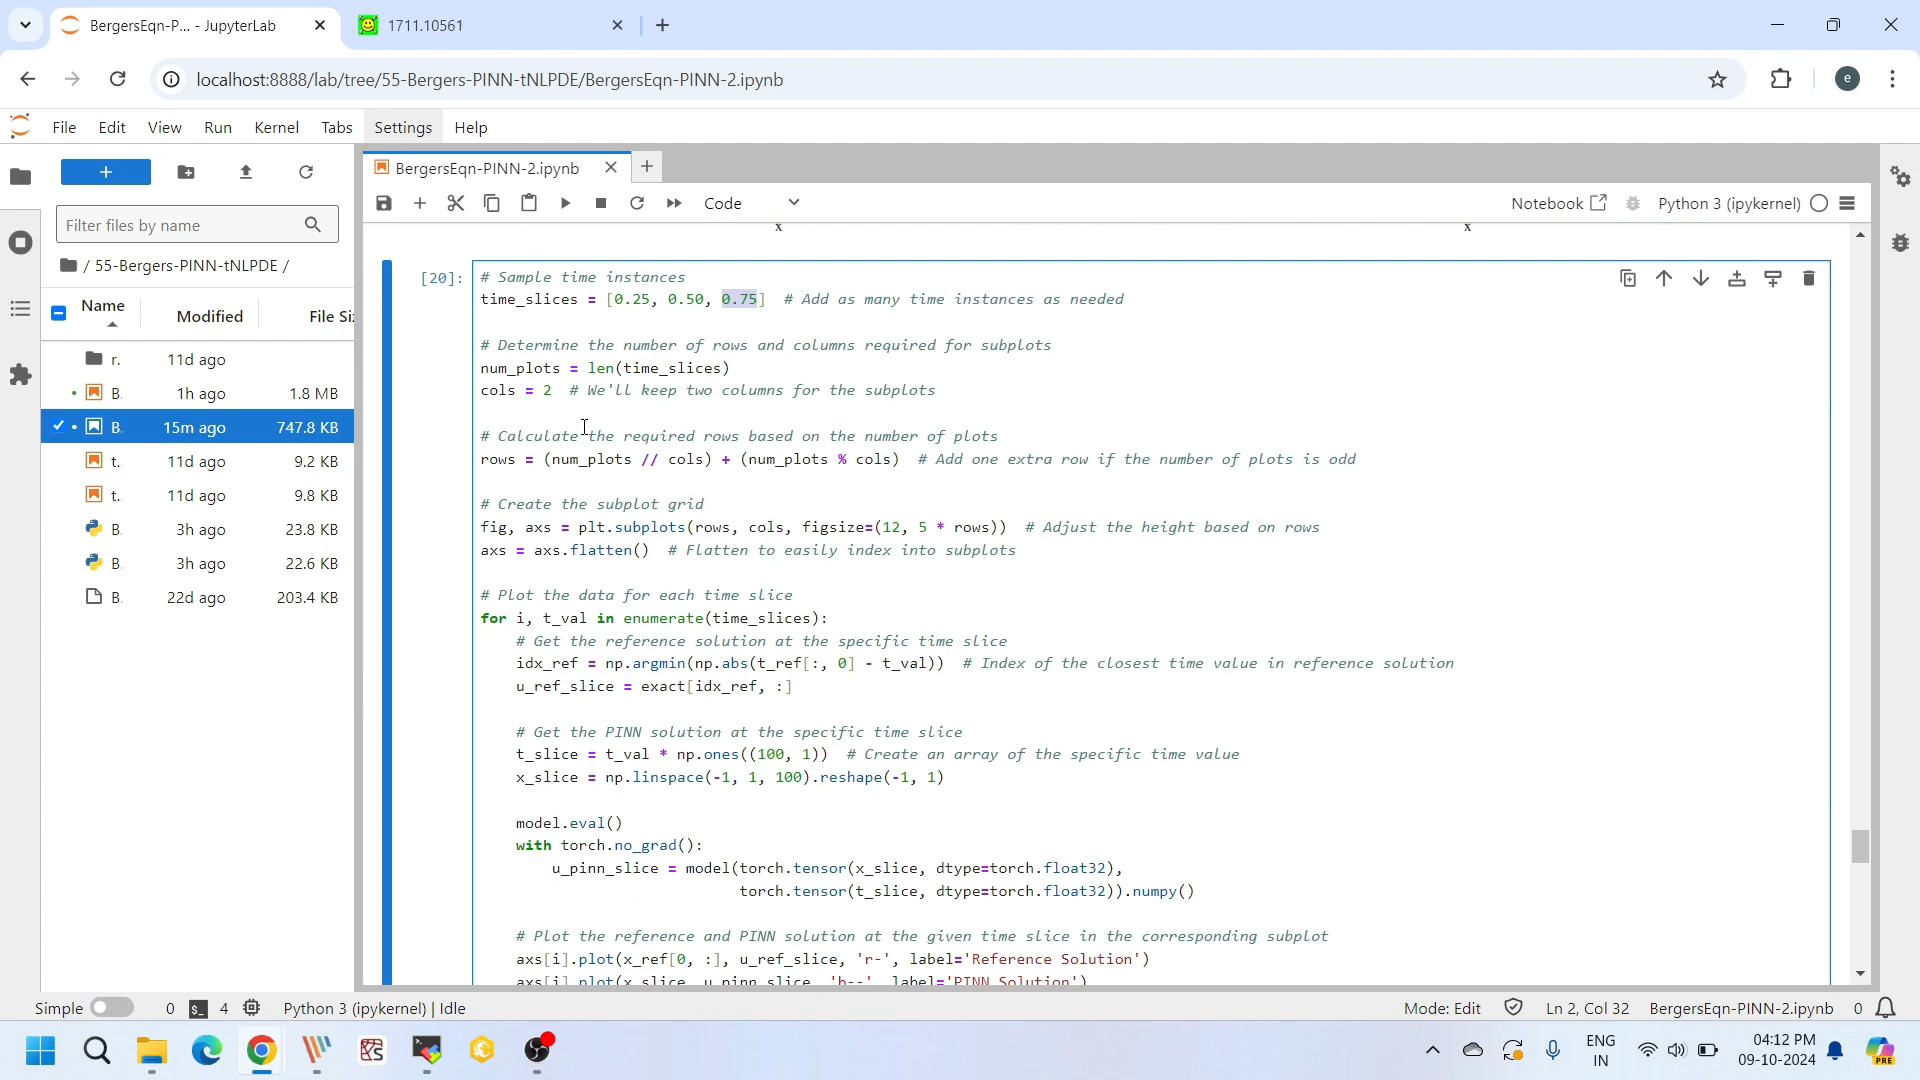 BergersEqn-P... - JupyterLab
1711.10561
localhost:8888/lab/tree/55-Bergers-PINN-tNLPDE/BergersEqn-PINN-2.ipynb
e
File Edit View Run Kernel Tabs Settings Help
BergersEqn-PINN-2.ipynb
Code
Notebook
Python 3 (ipykernel)
Filter files by name
/ 55-Bergers-PINN-tNLPDE /
Name Modified File Siz
r. 11d ago
B. 1h ago 1.8 MB
B. 15m ago 747.8 KB
t. 11d ago 9.2 KB
t. 11d ago 9.8 KB
B. 3h ago 23.8 KB
B. 3h ago 22.6 KB
B. 22d ago 203.4 KB
x x
[20]:
# Sample time instances
time_slices = [0.25, 0.50, 0.75]  # Add as many time instances as needed
# Determine the number of rows and columns required for subplots
num_plots = len(time_slices)
cols = 2  # We'll keep two columns for the subplots
# Calculate the required rows based on the number of plots
rows = (num_plots // cols) + (num_plots % cols)  # Add one extra row if the number of plots is odd
# Create the subplot grid
fig, axs = plt.subplots(rows, cols, figsize=(12, 5 * rows))  # Adjust the height based on rows
axs = axs.flatten()  # Flatten to easily index into subplots
# Plot the data for each time slice
for i, t_val in enumerate(time_slices):
# Get the reference solution at the specific time slice
idx_ref = np.argmin(np.abs(t_ref[:, 0] - t_val))  # Index of the closest time value in reference solution
u_ref_slice = exact[idx_ref, :]
# Get the PINN solution at the specific time slice
t_slice = t_val * np.ones((100, 1))  # Create an array of the specific time value
x_slice = np.linspace(-1, 1, 100).reshape(-1, 1)
model.eval()
with torch.no_grad():
u_pinn_slice = model(torch.tensor(x_slice, dtype=torch.float32),
torch.tensor(t_slice, dtype=torch.float32)).numpy()
# Plot the reference and PINN solution at the given time slice in the corresponding subplot
axs[i].plot(x_ref[0, :], u_ref_slice, 'r-', label='Reference Solution')
axs[i].plot(x_slice, u_pinn_slice, 'b--', label='PINN Solution')
Simple 0 4 Python 3 (ipykernel) | Idle
Mode: Edit Ln 2, Col 32 BergersEqn-PINN-2.ipynb 0
ENG
IN
04:12 PM
09-10-2024
PRE